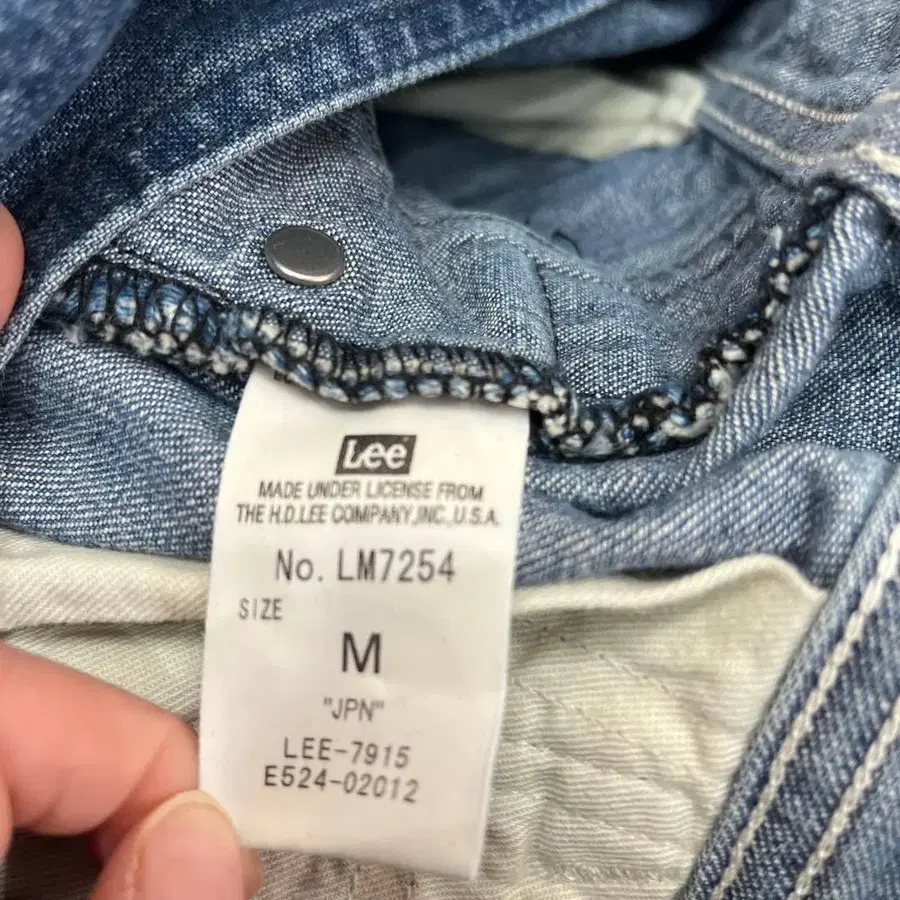 Lee
MADE UNDER LICENSE FROM
THE H.D.LEE COMPANY,INC.,U.S.A.
No. LM7254
SIZE
M
"JPN"
LEE-7915
E524-02012